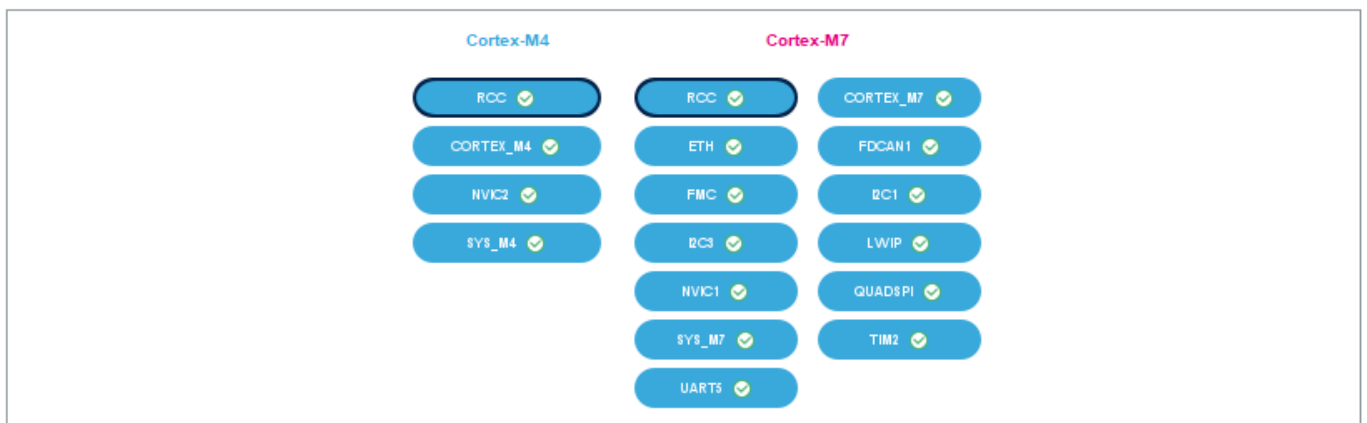 Cortex-M4 Cortex-M7
RCC RCC CORTEX_M7
CORTEX_M4 ETH FDCAN1
NVIC2 FMC I2C1
SYS_M4 I2C3 LWIP
NVIC1 QUADSPI
SYS_M7 TIM2
UART5